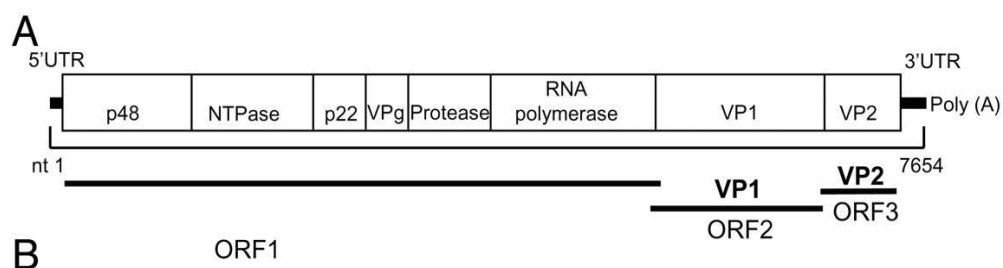 A
5'UTR
3'UTR
p48
NTPase
p22
VPg
Protease
RNA
polymerase
VP1
VP2
Poly (A)
nt 1
7654
VP1
VP2
ORF2
ORF3
B
ORF1